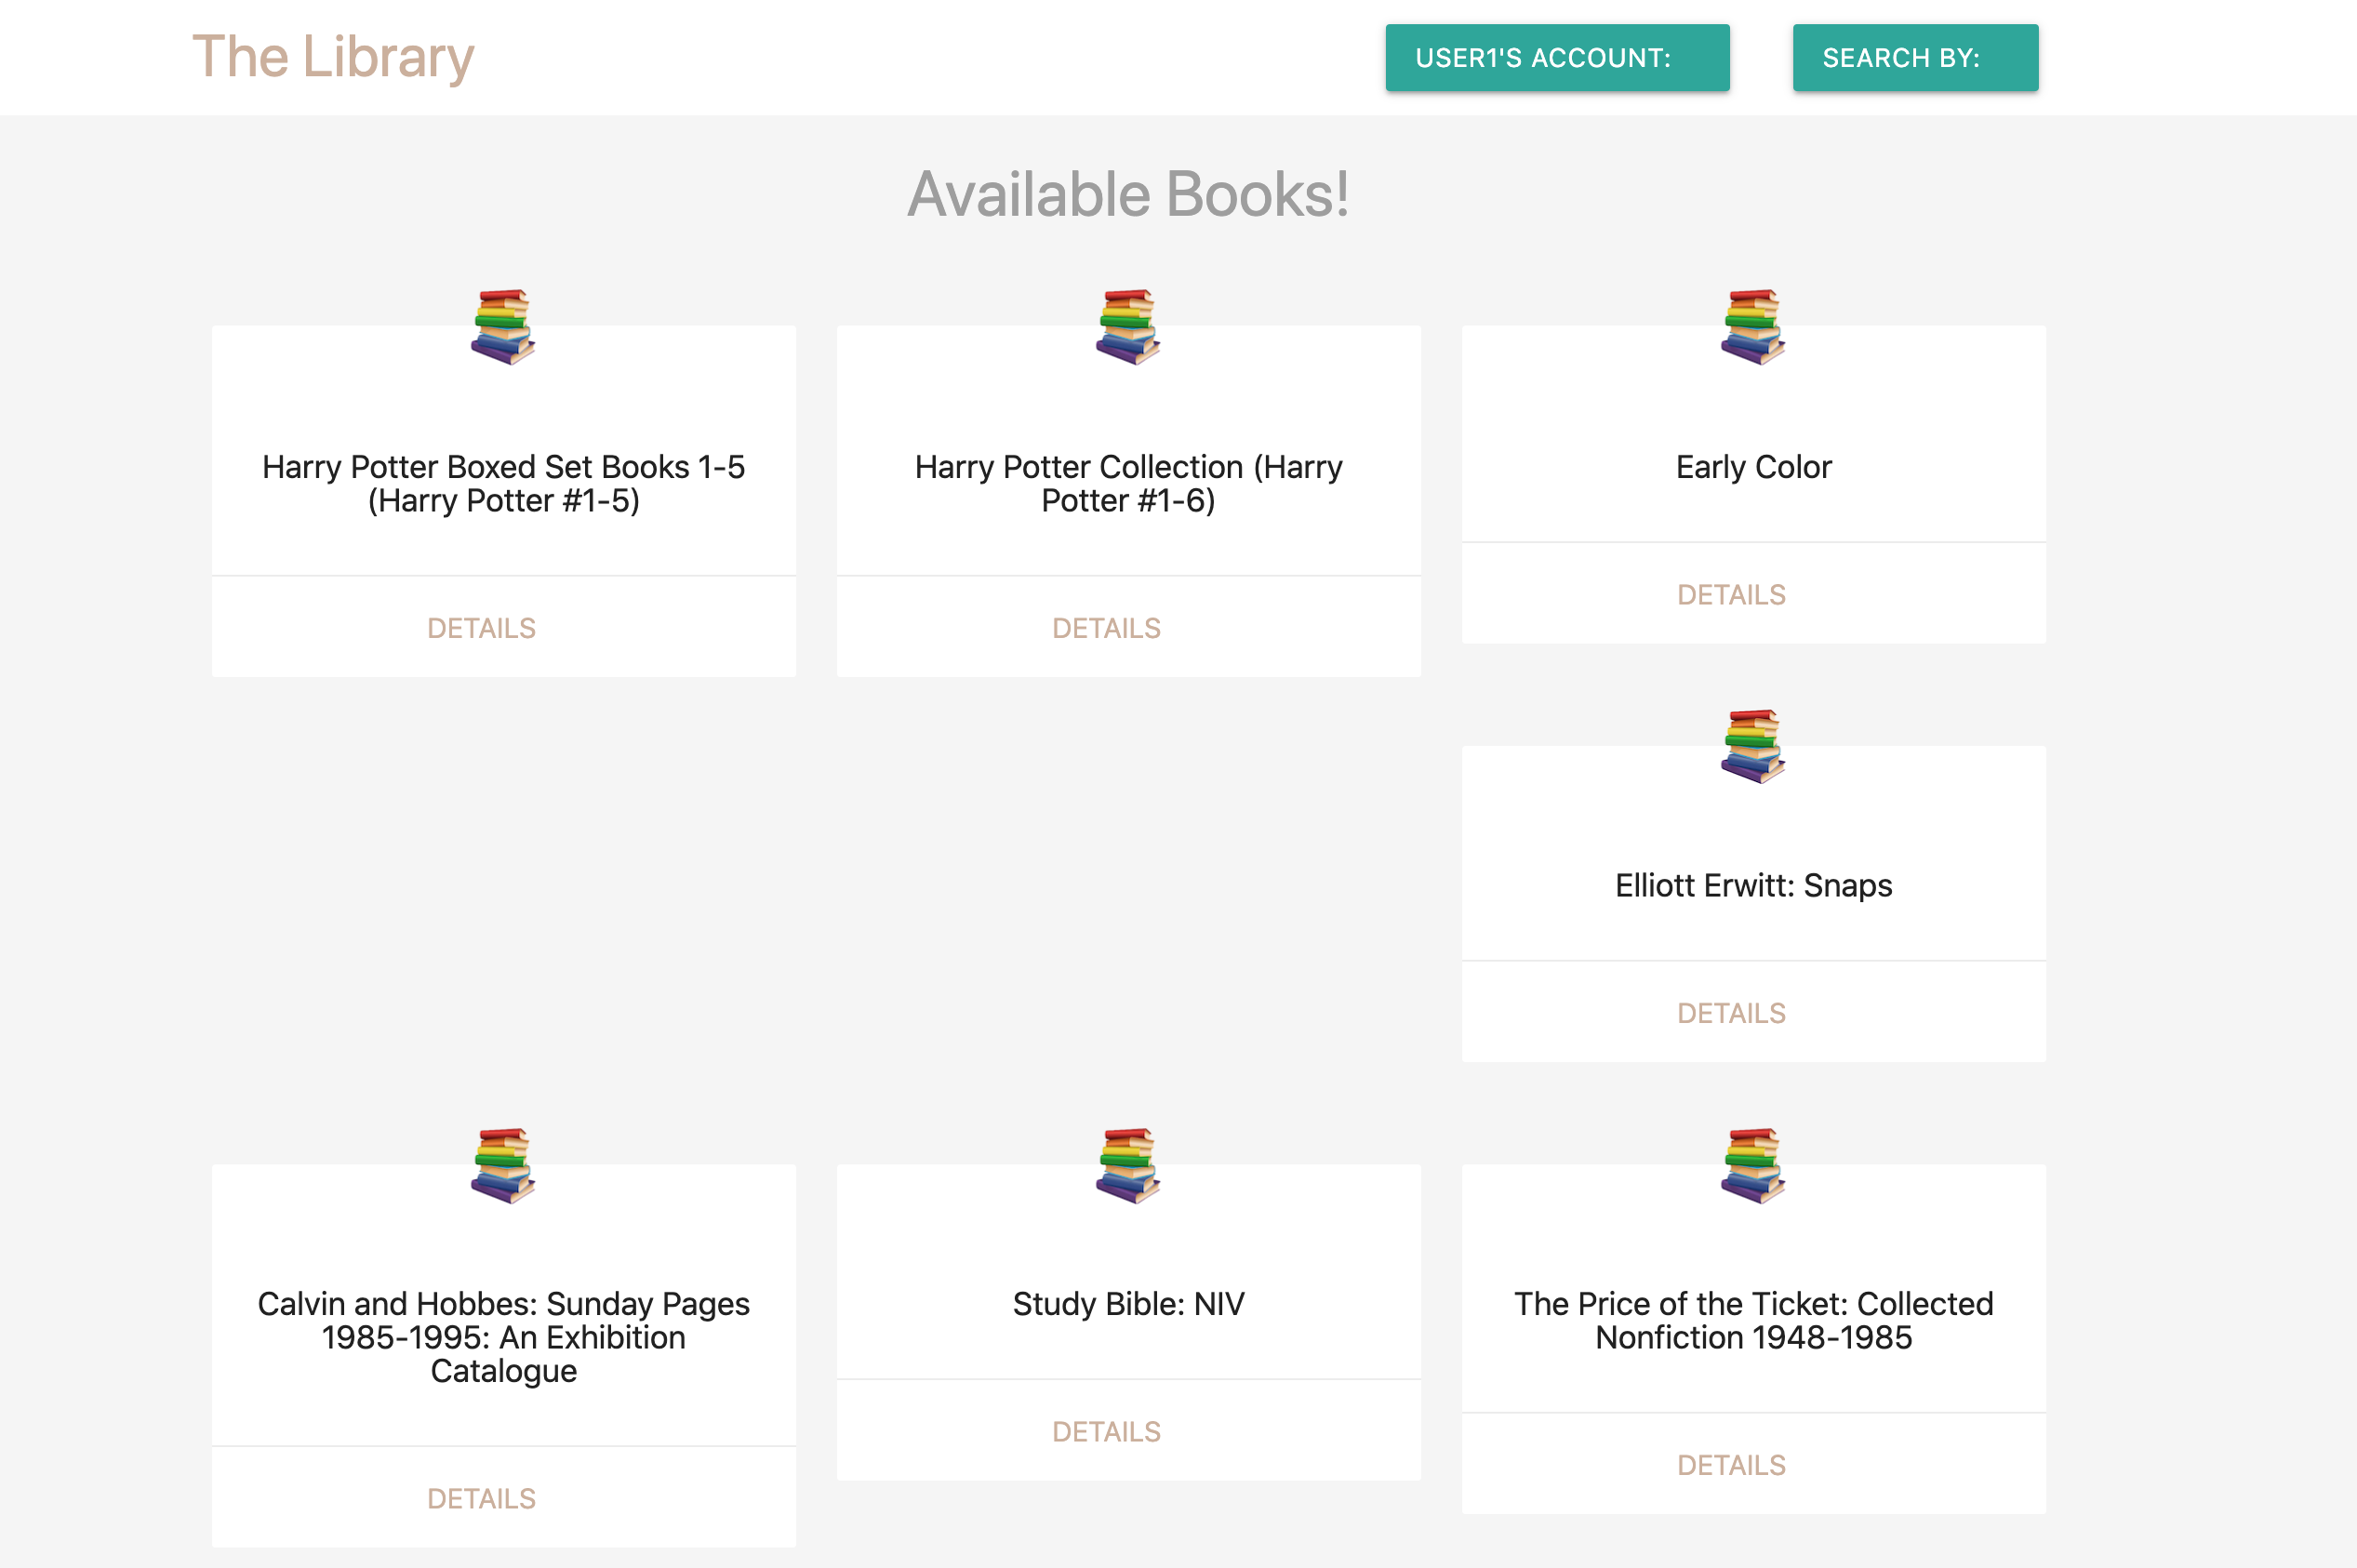 The Library
USER1'S ACCOUNT:
SEARCH BY:
Available Books!
Harry Potter Boxed Set Books 1-5
(Harry Potter #1-5)
DETAILS
Harry Potter Collection (Harry
Potter #1-6)
DETAILS
Early Color
DETAILS
Elliott Erwitt: Snaps
DETAILS
Calvin and Hobbes: Sunday Pages
1985-1995: An Exhibition
Catalogue
DETAILS
Study Bible: NIV
DETAILS
The Price of the Ticket: Collected
Nonfiction 1948-1985
DETAILS